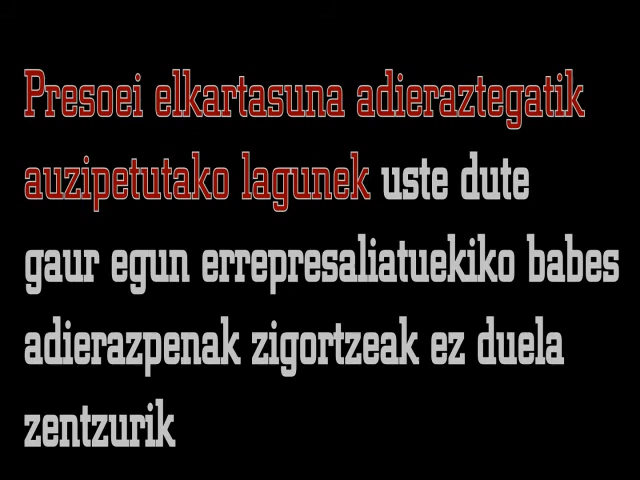 Presoei elkartasuna adieraztegatik
auzipetutako lagunek uste dute
gaur egun errepresaliatuekiko babes
adierazpenak zigortzeak ez duela
zentzurik